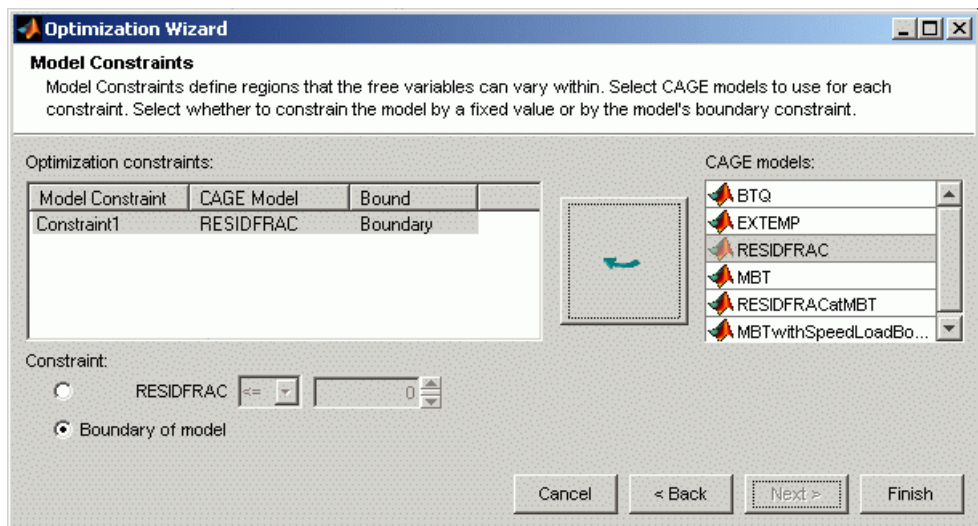 Optimization Wizard
Model Constraints
Model Constraints define regions that the free variables can vary within. Select CAGE models to use for each
constraint. Select whether to constrain the model by a fixed value or by the model's boundary constraint.
Optimization constraints:
CAGE models:
Model Constraint CAGE Model Bound
Constraint1 RESIDFRAC Boundary
BTQ
EXTEMP
RESIDFRAC
MBT
RESIDFRACatMBT
MBTwithSpeedLoadBo...
Constraint:
RESIDFRAC <= 0
Boundary of model
Cancel < Back Next > Finish